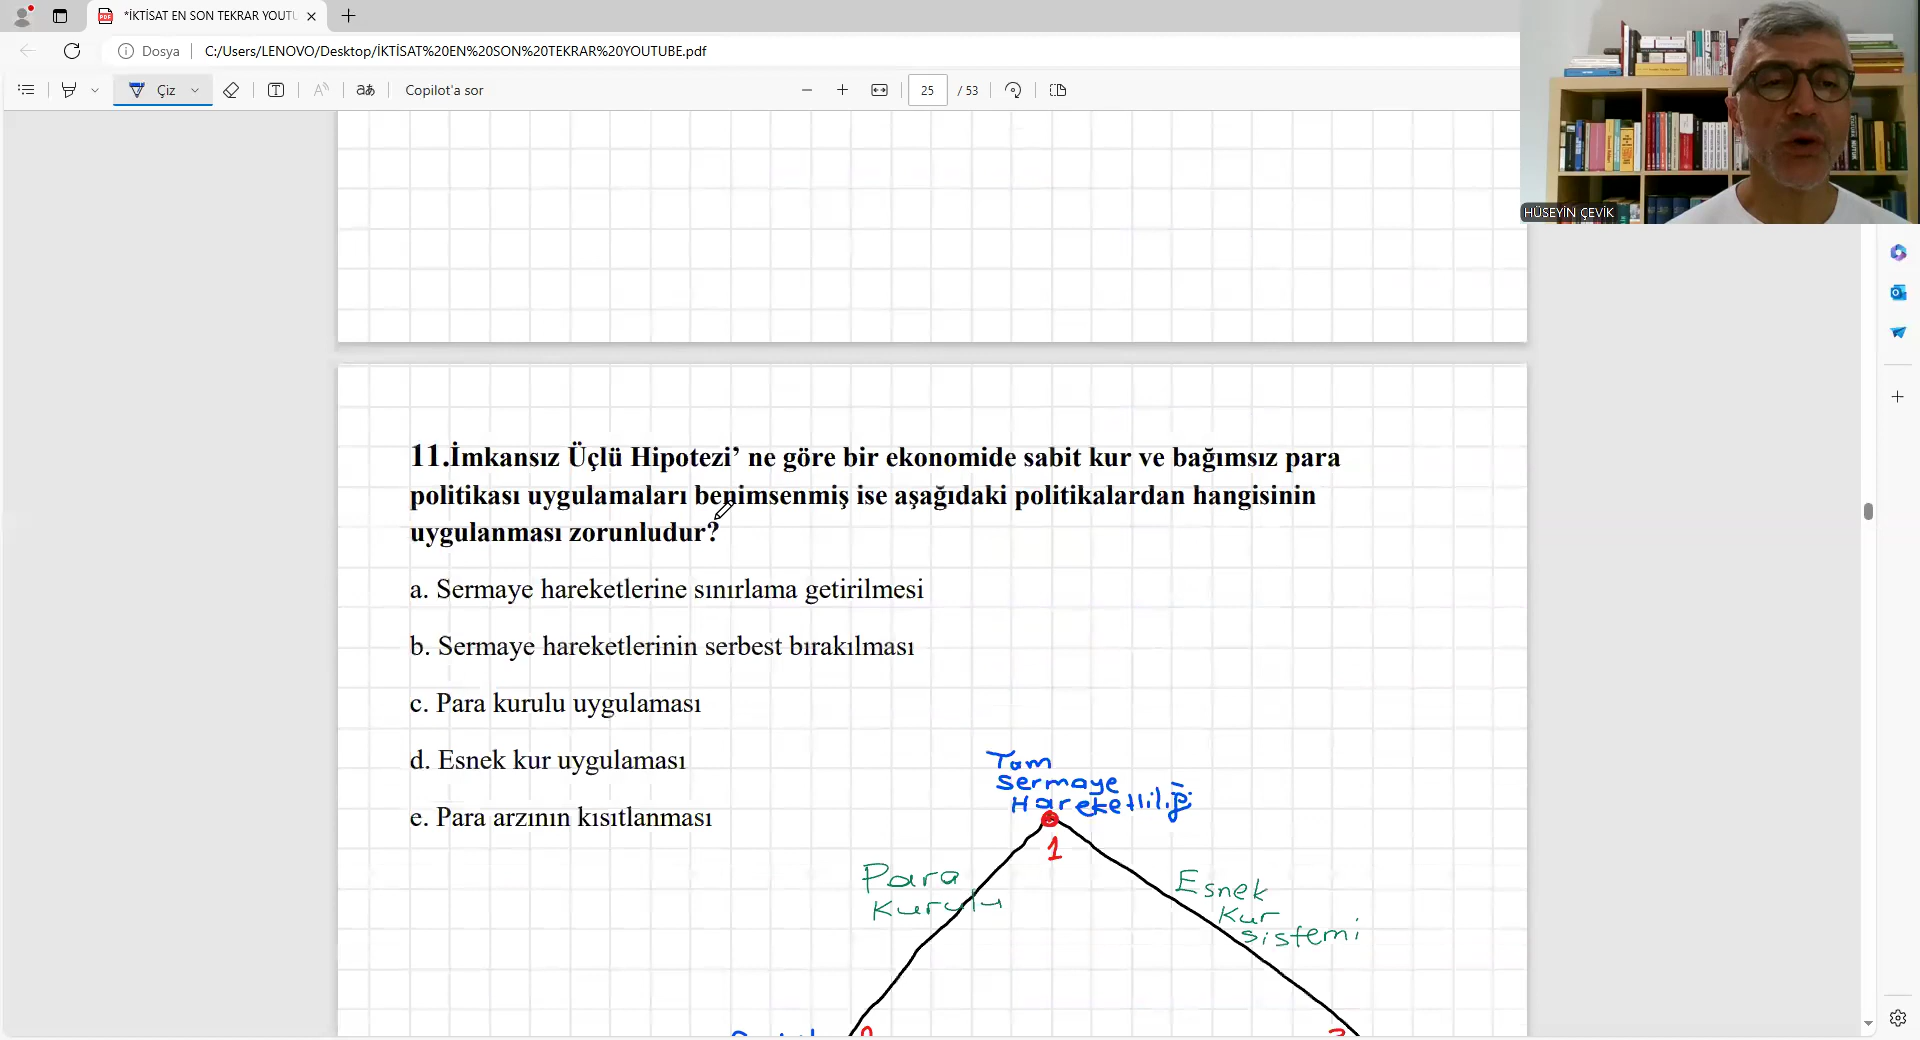 *İKTİSAT EN SON TEKRAR YOUTU
Dosya
C:/Users/LENOVO/Desktop/İKTİSAT%20EN%20SON%20TEKRAR%20YOUTUBE.pdf
Çiz
aあ
Copilot'a sor
25 / 53
HÜSEYİN ÇEVİK
11.İmkansız Üçlü Hipotezi’ ne göre bir ekonomide sabit kur ve bağımsız para
politikası uygulamaları benimsenmiş ise aşağıdaki politikalardan hangisinin
uygulanması zorunludur?
a. Sermaye hareketlerine sınırlama getirilmesi
b. Sermaye hareketlerinin serbest bırakılması
c. Para kurulu uygulaması
d. Esnek kur uygulaması
e. Para arzının kısıtlanması
Tam
Sermaye
Hareketliliği
1
Para
Kurulu
Esnek
Kur
Sistemi